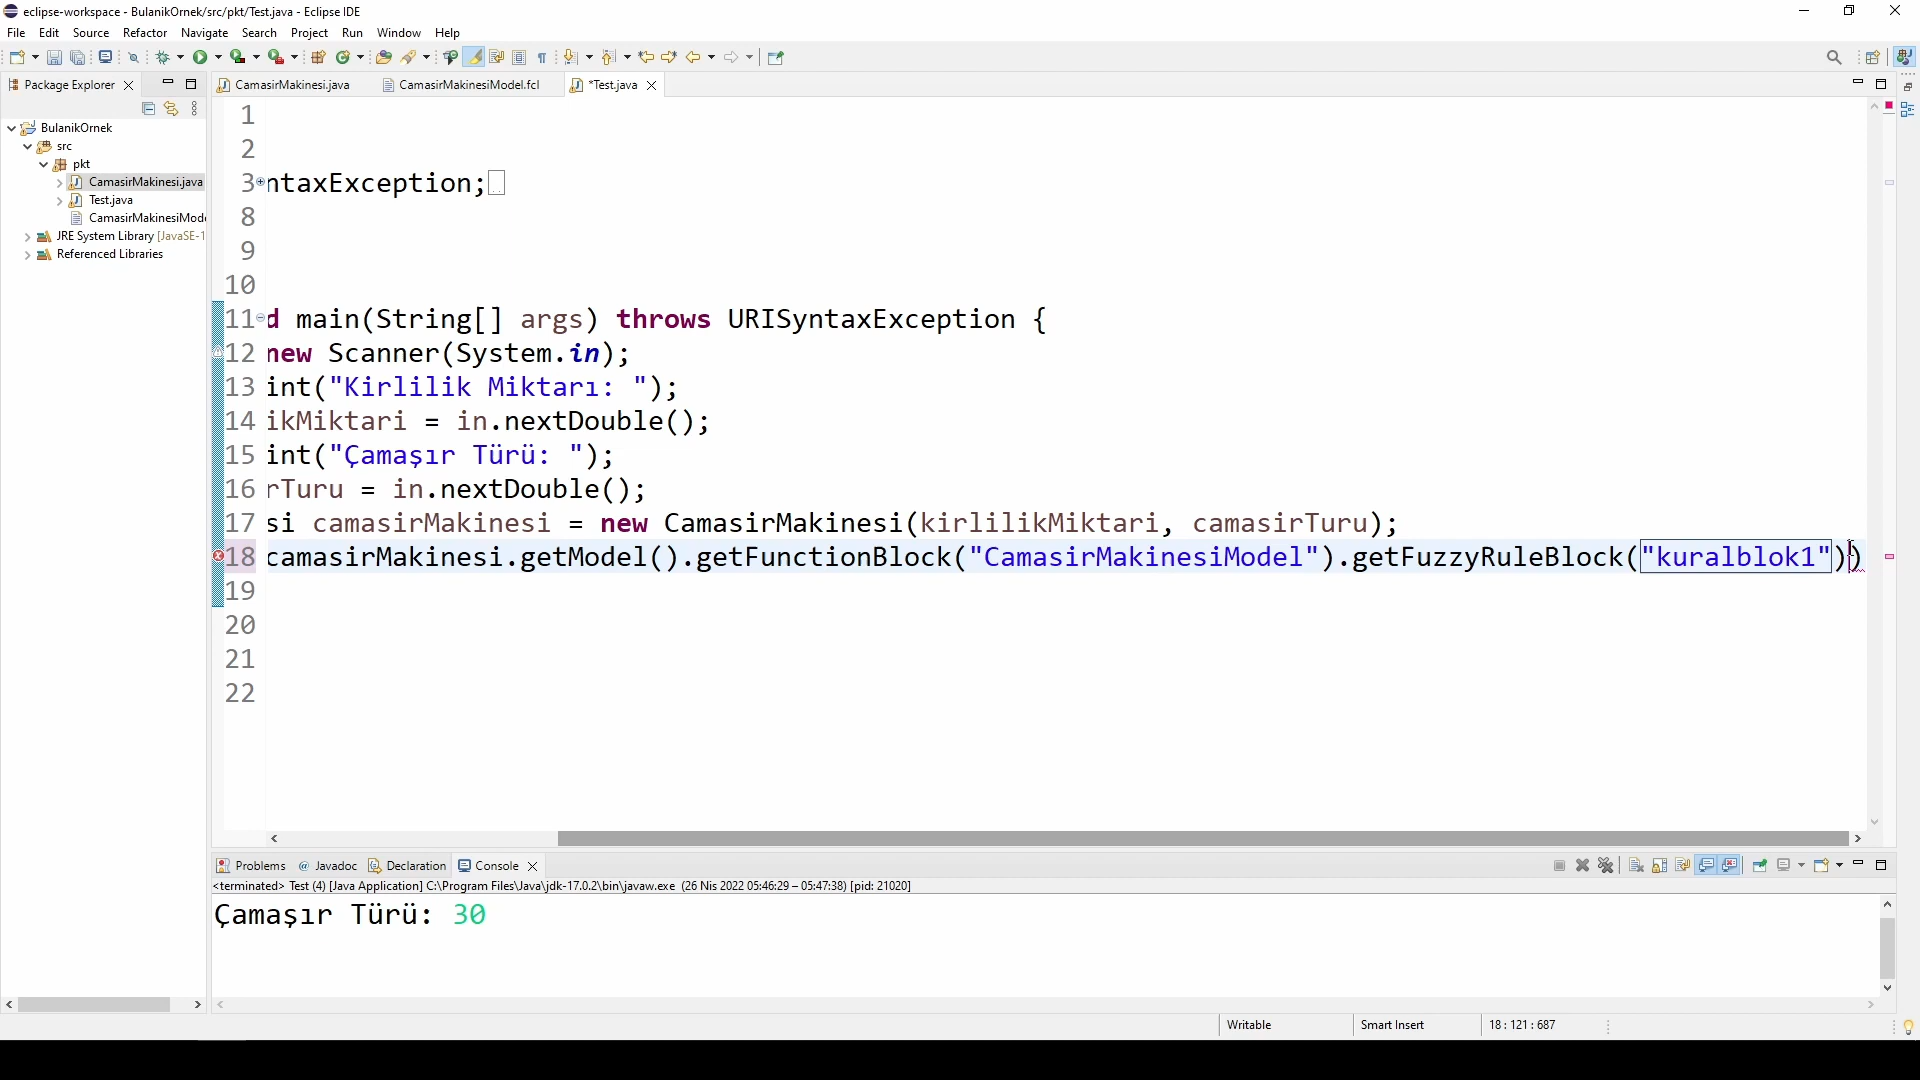 eclipse-workspace - BulanikOrnek/src/pkt/Test.java - Eclipse IDE
File Edit Source Refactor Navigate Search Project Run Window Help
Package Explorer
CamasirMakinesi.java CamasirMakinesiModel.fcl *Test.java
BulanikOrnek
src
pkt
CamasirMakinesi.java
Test.java
CamasirMakinesiMode
JRE System Library [JavaSE-1
Referenced Libraries
1
2
3 ntaxException;
8
9
10
11 d main(String[] args) throws URISyntaxException {
12 new Scanner(System.in);
13 int("Kirlilik Miktarı: ");
14 ikMiktari = in.nextDouble();
15 int("Çamaşır Türü: ");
16 rTuru = in.nextDouble();
17 si camasirMakinesi = new CamasirMakinesi(kirlilikMiktari, camasirTuru);
18 camasirMakinesi.getModel().getFunctionBlock("CamasirMakinesiModel").getFuzzyRuleBlock("kuralblok1"))
19
20
21
22
Problems @ Javadoc Declaration Console
<terminated> Test (4) [Java Application] C:\Program Files\Java\jdk-17.0.2\bin\javaw.exe (26 Nis 2022 05:46:29 – 05:47:38) [pid: 21020]
Çamaşır Türü: 30
Writable Smart Insert 18 : 121 : 687